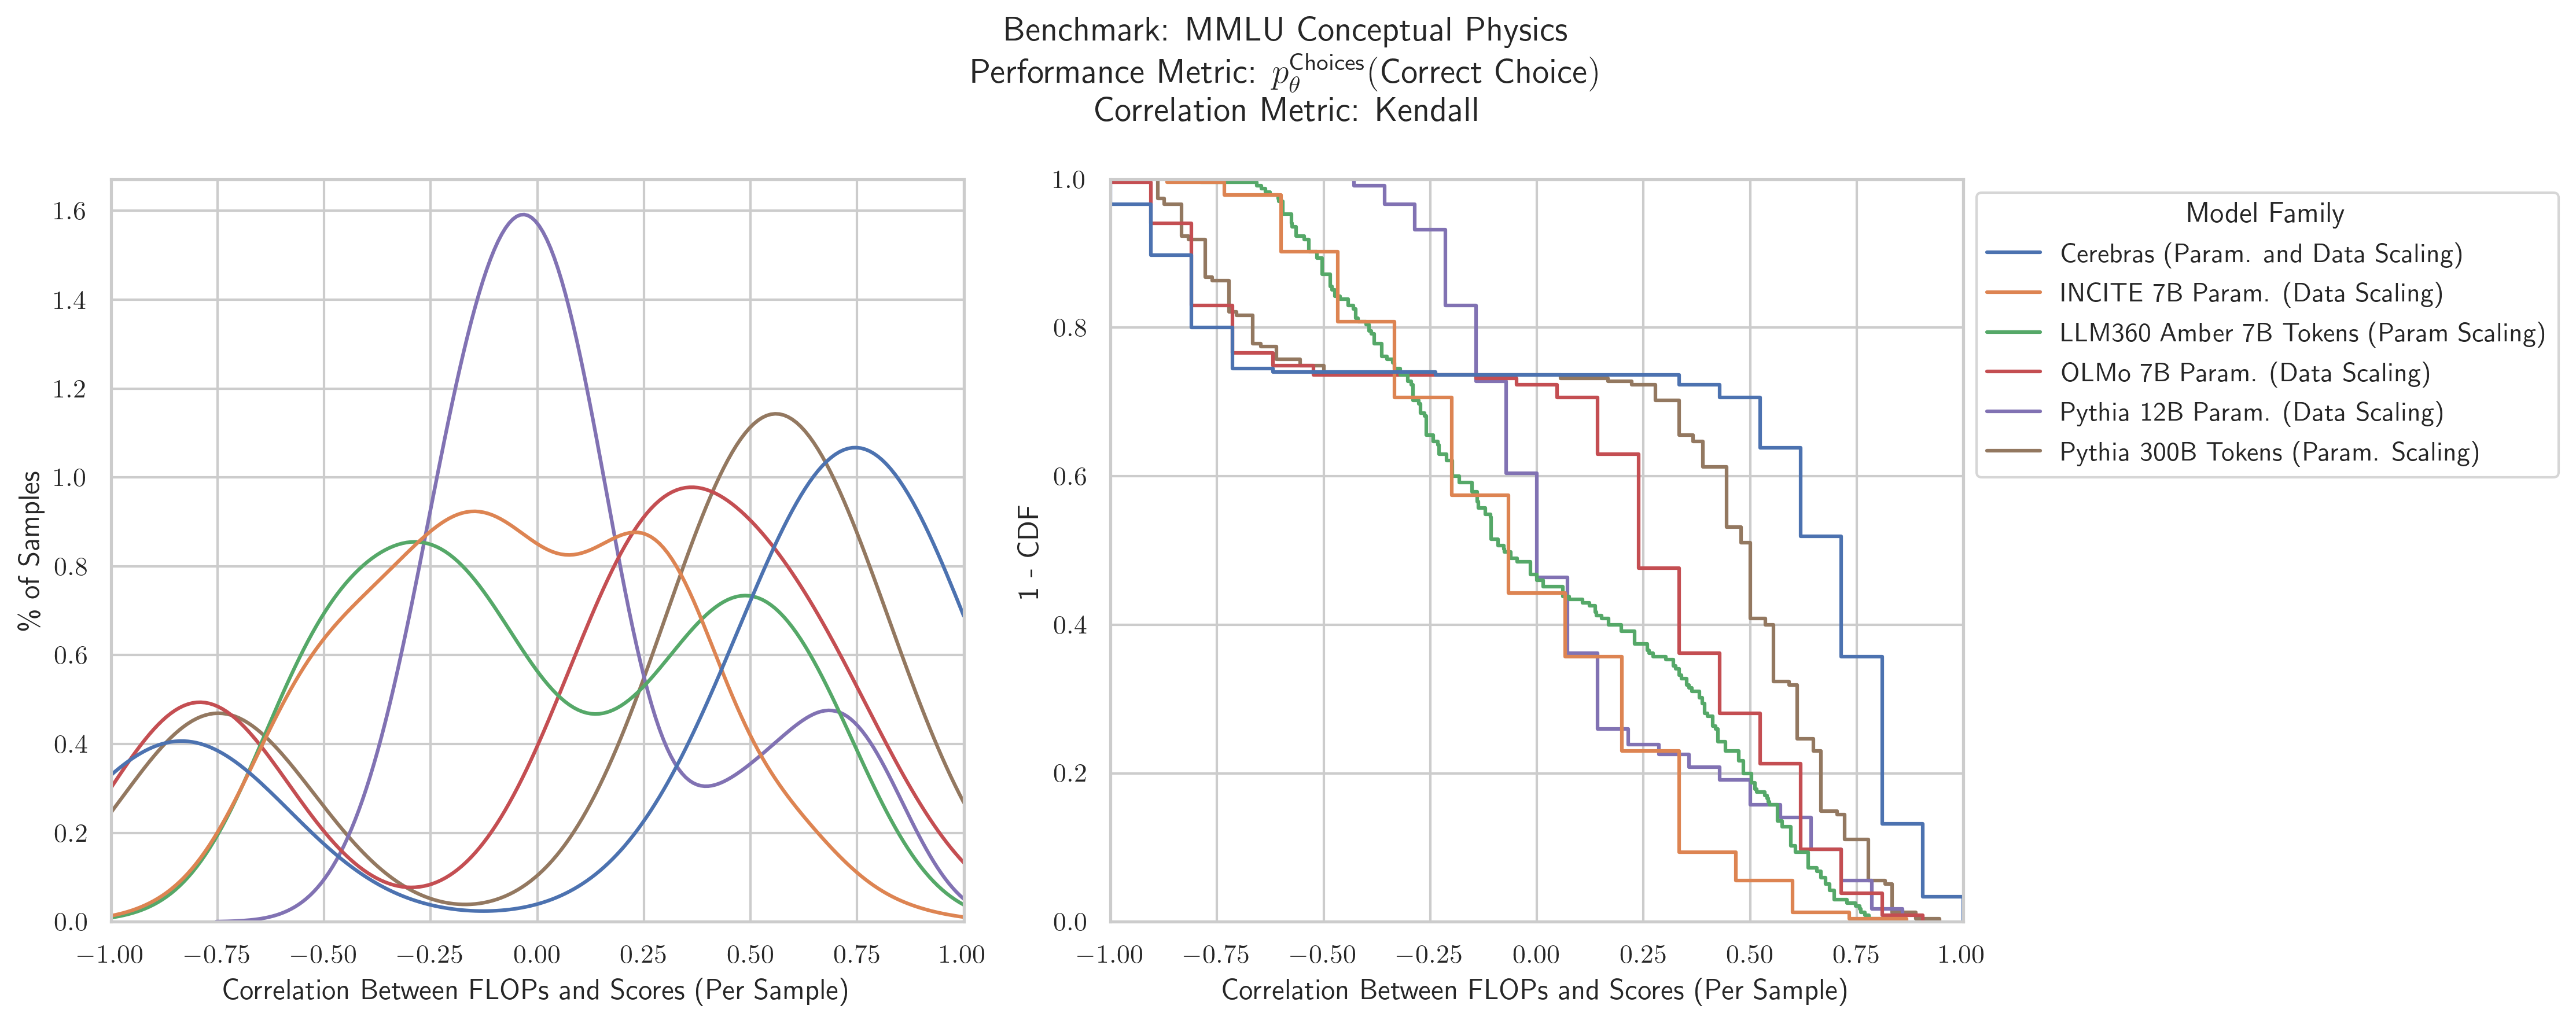 Benchmark: MMLU Conceptual Physics
Performance Metric: $p_\theta^{\text{Choices}}$(Correct Choice)
Correlation Metric: Kendall
% of Samples
1.6
1.4
1.2
1.0
0.8
0.6
0.4
0.2
0.0
−1.00 −0.75 −0.50 −0.25 0.00 0.25 0.50 0.75 1.00
Correlation Between FLOPs and Scores (Per Sample)
1 - CDF
1.0
0.8
0.6
0.4
0.2
0.0
−1.00 −0.75 −0.50 −0.25 0.00 0.25 0.50 0.75 1.00
Correlation Between FLOPs and Scores (Per Sample)
Model Family
Cerebras (Param. and Data Scaling)
INCITE 7B Param. (Data Scaling)
LLM360 Amber 7B Tokens (Param Scaling)
OLMo 7B Param. (Data Scaling)
Pythia 12B Param. (Data Scaling)
Pythia 300B Tokens (Param. Scaling)